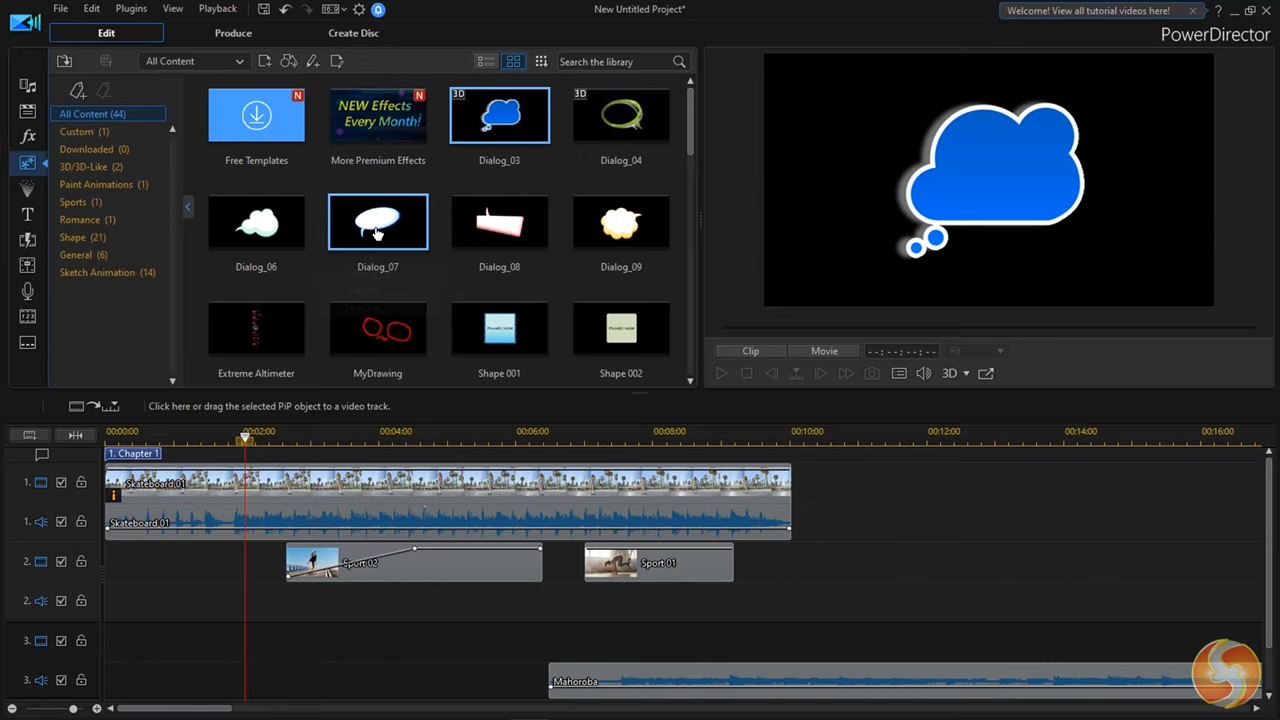 File Edit Plugins View Playback 16:9 New Untitled Project* Welcome! View all tutorial videos here! ?
Edit Produce Create Disc PowerDirector
All Content Search the library
All Content (44)
Custom (1)
Downloaded (0)
3D/3D-Like (2)
Paint Animations (1)
Sports (1)
Romance (1)
Shape (21)
General (6)
Sketch Animation (14)
fx
T
N N 3D 3D
NEW Effects
Every Month!
Free Templates More Premium Effects Dialog_03 Dialog_04
Dialog_06 Dialog_07 Dialog_08 Dialog_09
PowerDirector PowerDirector
Extreme Altimeter MyDrawing Shape 001 Shape 002
Clip Movie --:--:--:-- Fit
3D
Click here or drag the selected PiP object to a video track.
00:00:00 00:02:00 00:04:00 00:06:00 00:08:00 00:10:00 00:12:00 00:14:00 00:16:00
1. Chapter 1
1. Skateboard 01
i
1. Skateboard 01
2. Sport 02 Sport 01
2.
3.
3. Mahoroba